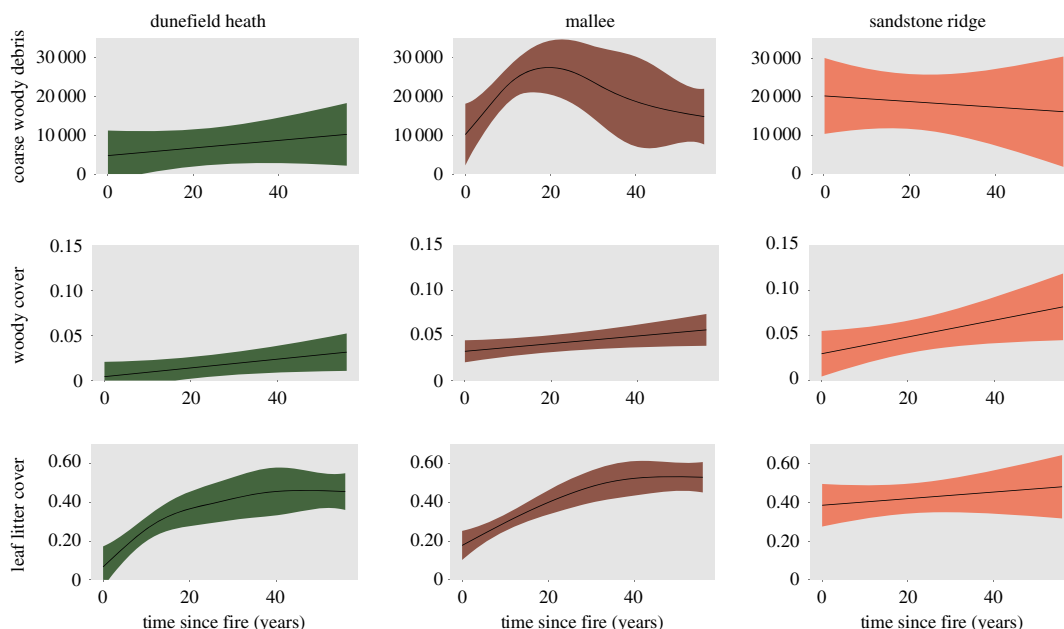 dunefield heath mallee sandstone ridge
coarse woody debris
30 000 30 000 30 000
20 000 20 000 20 000
10 000 10 000 10 000
0 0 0
0 20 40 0 20 40 0 20 40
woody cover
0.15 0.15 0.15
0.10 0.10 0.10
0.05 0.05 0.05
0 0 0
0 20 40 0 20 40 0 20 40
leaf litter cover
0.60 0.60 0.60
0.40 0.40 0.40
0.20 0.20 0.20
0 0 0
0 20 40 0 20 40 0 20 40
time since fire (years) time since fire (years) time since fire (years)